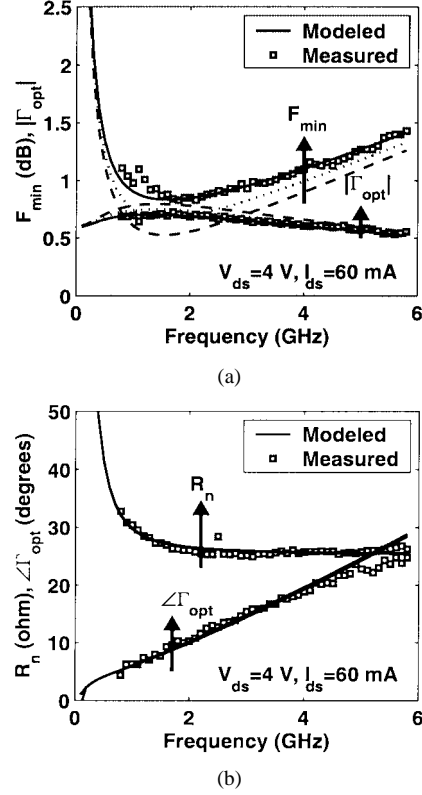 2.5
2
1.5
1
0.5
0
F_min (dB), |Γ_opt|
Modeled
Measured
F_min
|Γ_opt|
V_ds=4 V, I_ds=60 mA
0 2 4 6
Frequency (GHz)
(a)
50
40
30
20
10
0
R_n (ohm), ∠Γ_opt (degrees)
Modeled
Measured
R_n
∠Γ_opt
V_ds=4 V, I_ds=60 mA
0 2 4 6
Frequency (GHz)
(b)